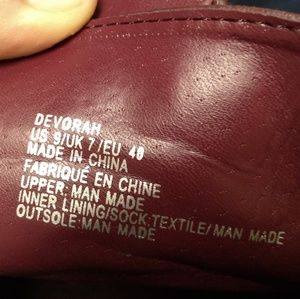 DEVORAH
US 9/UK 7/EU 40
MADE IN CHINA
FABRIQUÉ EN CHINE
UPPER: MAN MADE
INNER LINING/SOCK:TEXTILE/ MAN MADE
OUTSOLE: MAN MADE